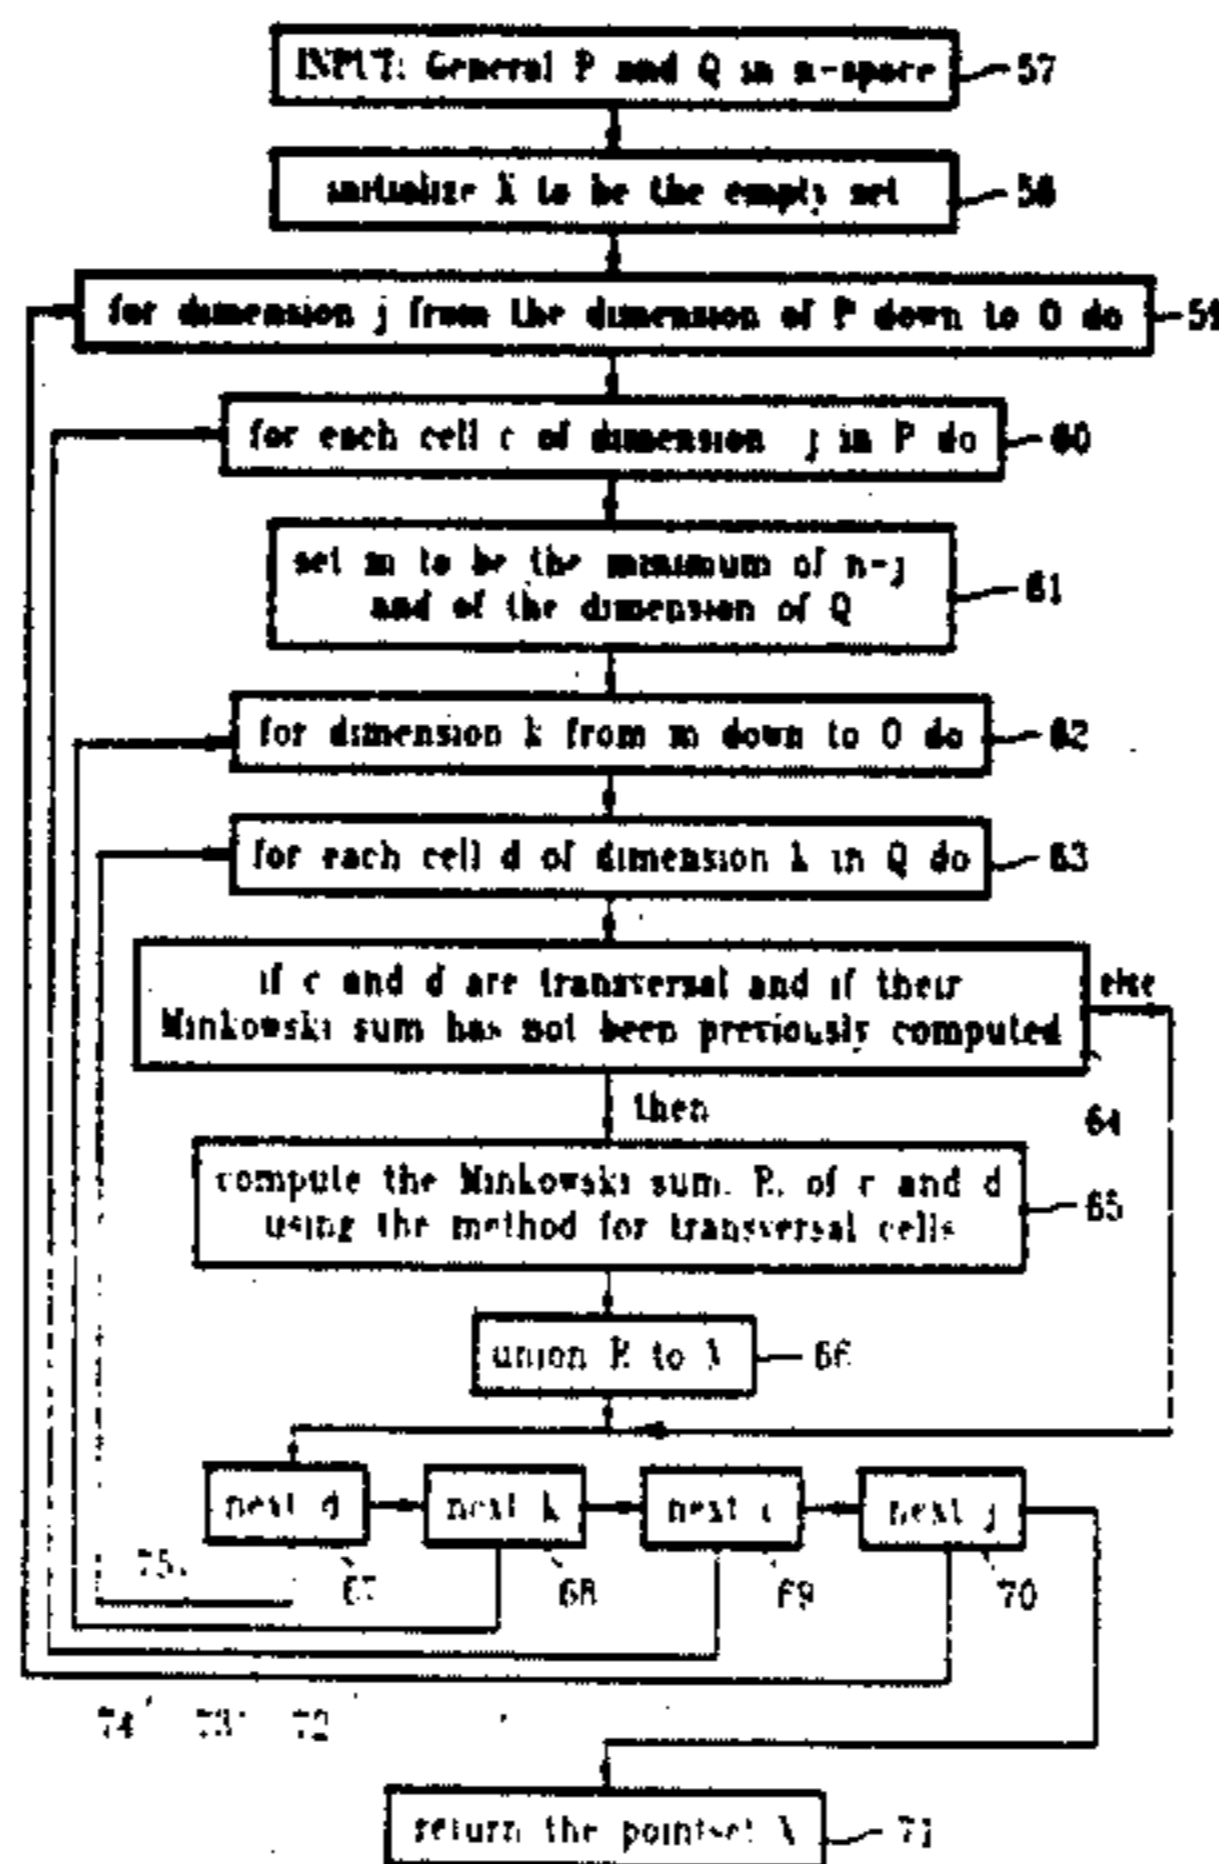 INPUT: General P and Q in n-space
57
initialize X to be the empty set
58
for dimension j from the dimension of P down to 0 do
59
for each cell c of dimension j in P do
60
set m to be the minimum of n-j
and of the dimension of Q
61
for dimension k from m down to 0 do
62
for each cell d of dimension k in Q do
63
if c and d are transversal and if their
Minkowski sum has not been previously computed
else
64
then
compute the Minkowski sum, R, of c and d
using the method for transversal cells
65
union R to X
66
next d
next k
next c
next j
75
67
68
69
70
74 73 72
return the pointset X
71